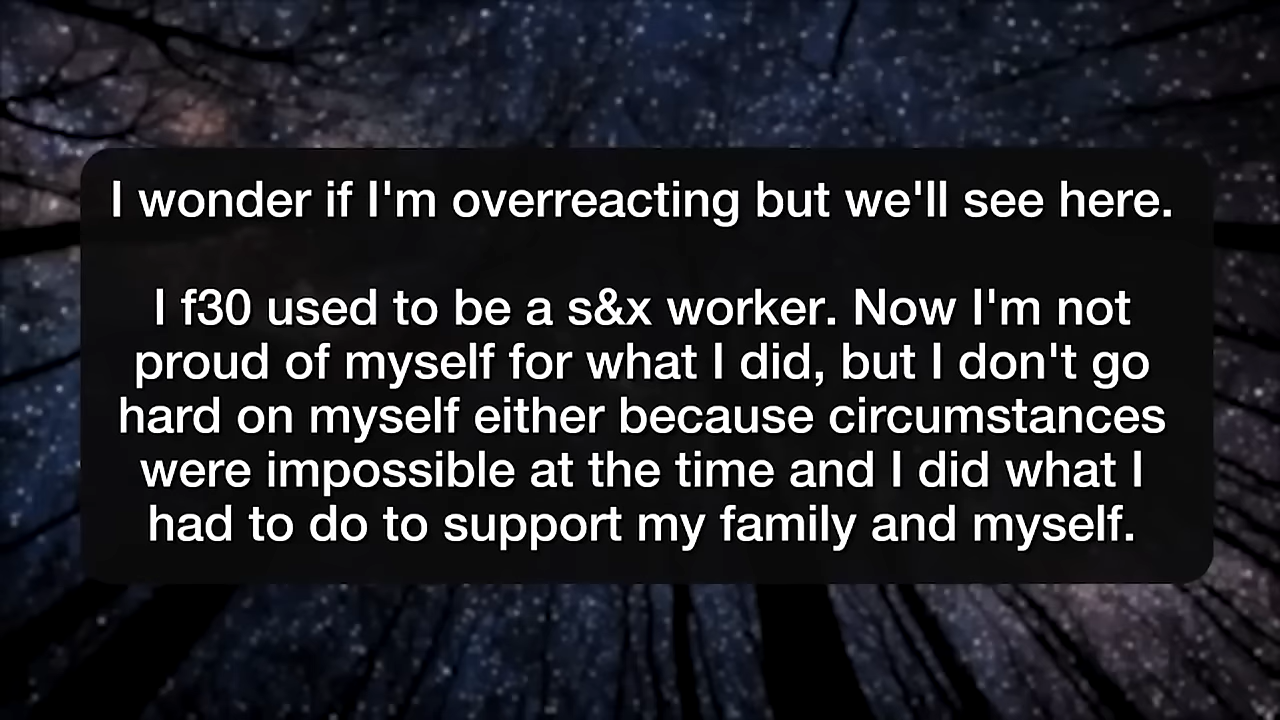 I wonder if I'm overreacting but we'll see here.
I f30 used to be a s&x worker. Now I'm not
proud of myself for what I did, but I don't go
hard on myself either because circumstances
were impossible at the time and I did what I
had to do to support my family and myself.